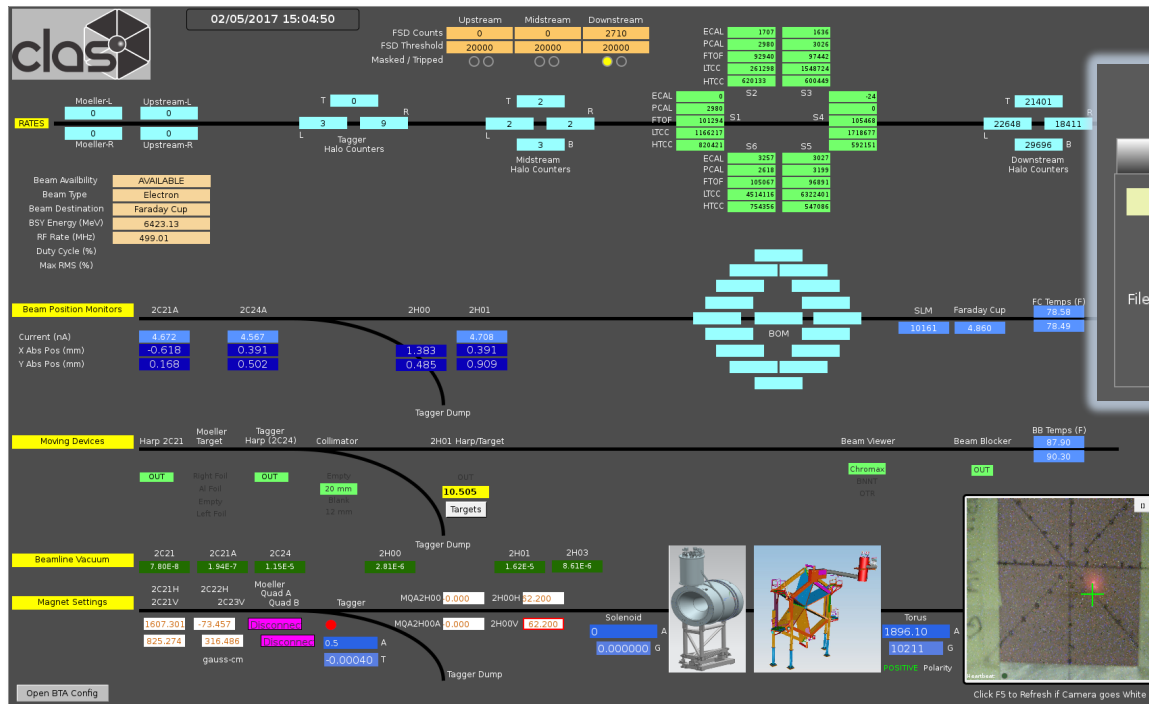 clas
02/05/2017 15:04:50
Upstream Midstream Downstream
FSD Counts 0 0 2710
FSD Threshold 20000 20000 20000
Masked / Tripped
ECAL 1707 1636
PCAL 2980 3026
FTOF 92940 97442
LTCC 261298 1548724
HTCC 620133 600449
S2 S3
ECAL 0 -24
PCAL 2980 0
FTOF 101294 S1 S4 105468
LTCC 1166217 1718677
HTCC 820421 592151
S6 S5
ECAL 3257 3027
PCAL 2618 3199
FTOF 105067 96891
LTCC 4514116 6322401
HTCC 754356 547086
RATES
Moeller-L Upstream-L
0 0
0 0
Moeller-R Upstream-R
T 0
R
3 9
L
Tagger
Halo Counters
T 2
R
2 2
L 3 B
Midstream
Halo Counters
T 21401
R
22648 18411
L 29696 B
Downstream
Halo Counters
File
Beam Availbility AVAILABLE
Beam Type Electron
Beam Destination Faraday Cup
BSY Energy (MeV) 6423.13
RF Rate (MHz) 499.01
Duty Cycle (%)
Max RMS (%)
Beam Position Monitors 2C21A 2C24A 2H00 2H01
Current (nA) 4.672 4.567 4.708
X Abs Pos (mm) -0.618 0.391 1.383 0.391
Y Abs Pos (mm) 0.168 0.502 0.485 0.909
Tagger Dump
BOM
SLM Faraday Cup
10161 4.860
FC Temps (F)
78.58
78.49
Moving Devices
Harp 2C21
Moeller
Target
Tagger
Harp (2C24)
Collimator
2H01 Harp/Target
Beam Viewer
Beam Blocker
BB Temps (F)
87.90
90.30
OUT
Right Foil
Al Foil
Empty
Left Foil
OUT
Empty
20 mm
Blank
12 mm
OUT
10.505
Targets
Chromax
BNNT
OTR
OUT
Tagger Dump
Beamline Vacuum
2C21 2C21A 2C24 2H00 2H01 2H03
7.80E-8 1.94E-7 1.15E-5 2.81E-6 1.62E-5 8.61E-6
Magnet Settings
2C21H 2C22H
2C21V 2C23V
Moeller
Quad A
Quad B
Tagger
1607.301 -73.457 Disconnec
825.274 316.486 Disconnec
gauss-cm
0.5 A
-0.00040 T
MQA2H00 -0.000 2H00H 52.200
MQA2H00A -0.000 2H00V 62.200
Tagger Dump
Solenoid
0 A
0.000000 G
Torus
1896.10 A
10211 G
POSITIVE Polarity
Heartbeat
Open BTA Config
Click F5 to Refresh if Camera goes White